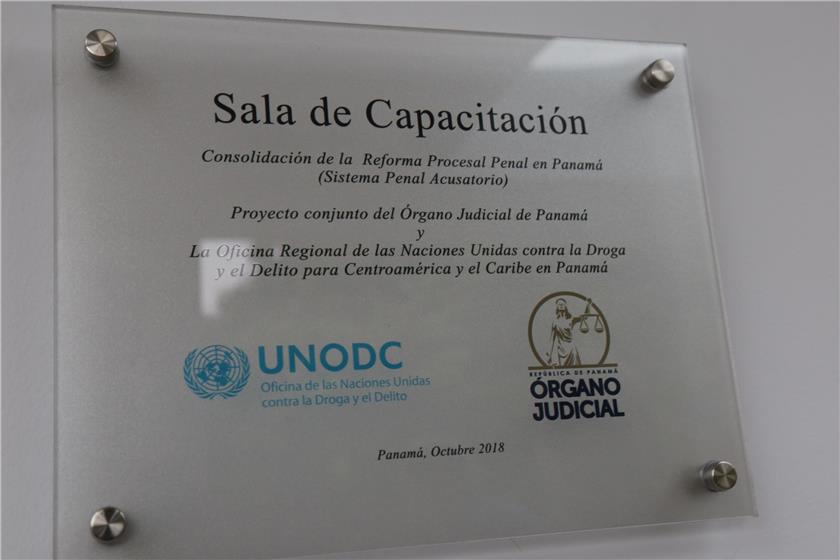 Sala de Capacitación
Consolidación de la Reforma Procesal Penal en Panamá
(Sistema Penal Acusatorio)
Proyecto conjunto del Órgano Judicial de Panamá
y
La Oficina Regional de las Naciones Unidas contra la Droga
y el Delito para Centroamérica y el Caribe en Panamá
UNODC
Oficina de las Naciones Unidas
contra la Droga y el Delito
REPÚBLICA DE PANAMÁ
ÓRGANO
JUDICIAL
Panamá, Octubre 2018